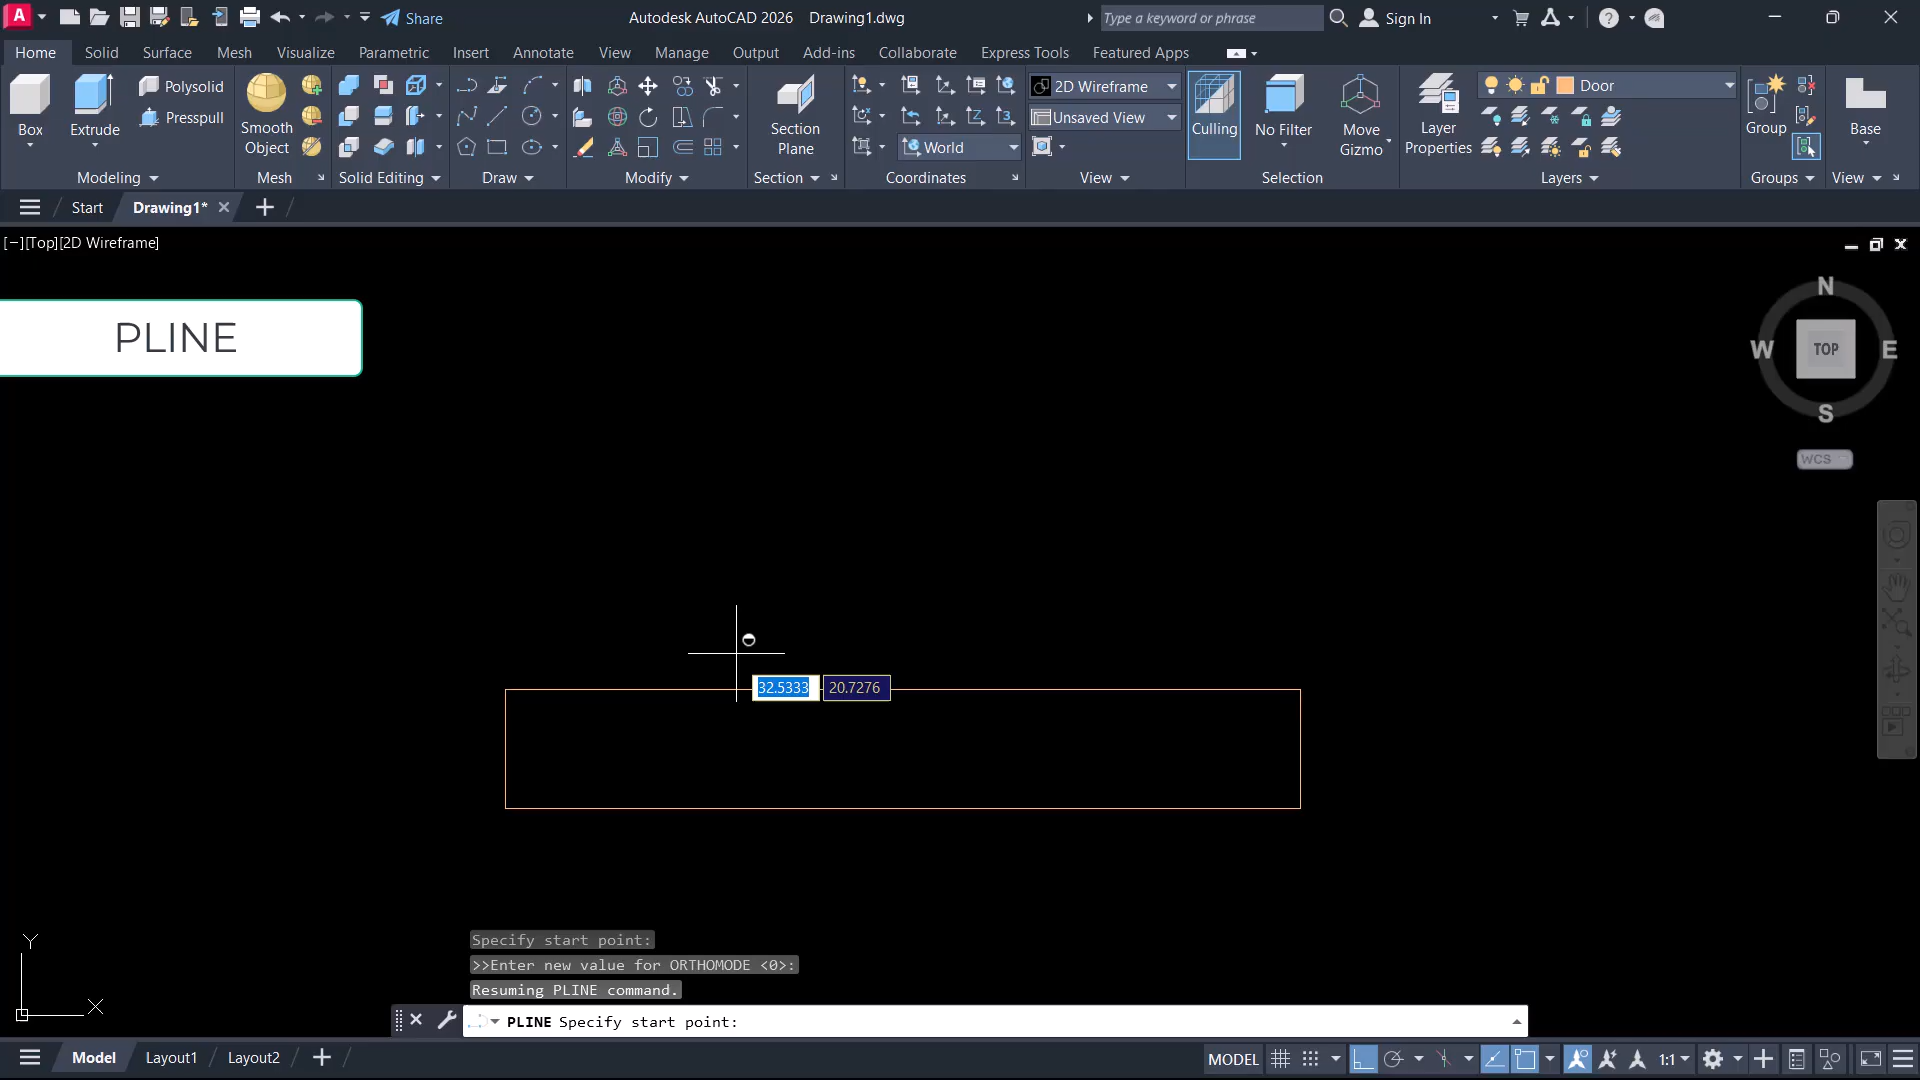 Share
Autodesk AutoCAD 2026 Drawing1.dwg
Type a keyword or phrase
Sign In
Home Solid Surface Mesh Visualize Parametric Insert Annotate View Manage Output Add-ins Collaborate Express Tools Featured Apps
Box
Extrude
Polysolid
Presspull
Smooth
Object
Section
Plane
World
2D Wireframe
Unsaved View
Culling
No Filter
Move
Gizmo
Layer
Properties
Door
Group
Base
Modeling Mesh Solid Editing Draw Modify Section Coordinates View Selection Layers Groups View
Start Drawing1*
[−][Top][2D Wireframe]
PLINE
N
W TOP E
S
WCS
32.5333 20.7276
Y
X
Specify start point:
>>Enter new value for ORTHOMODE <0>:
Resuming PLINE command.
PLINE Specify start point:
Model Layout1 Layout2
MODEL
1:1